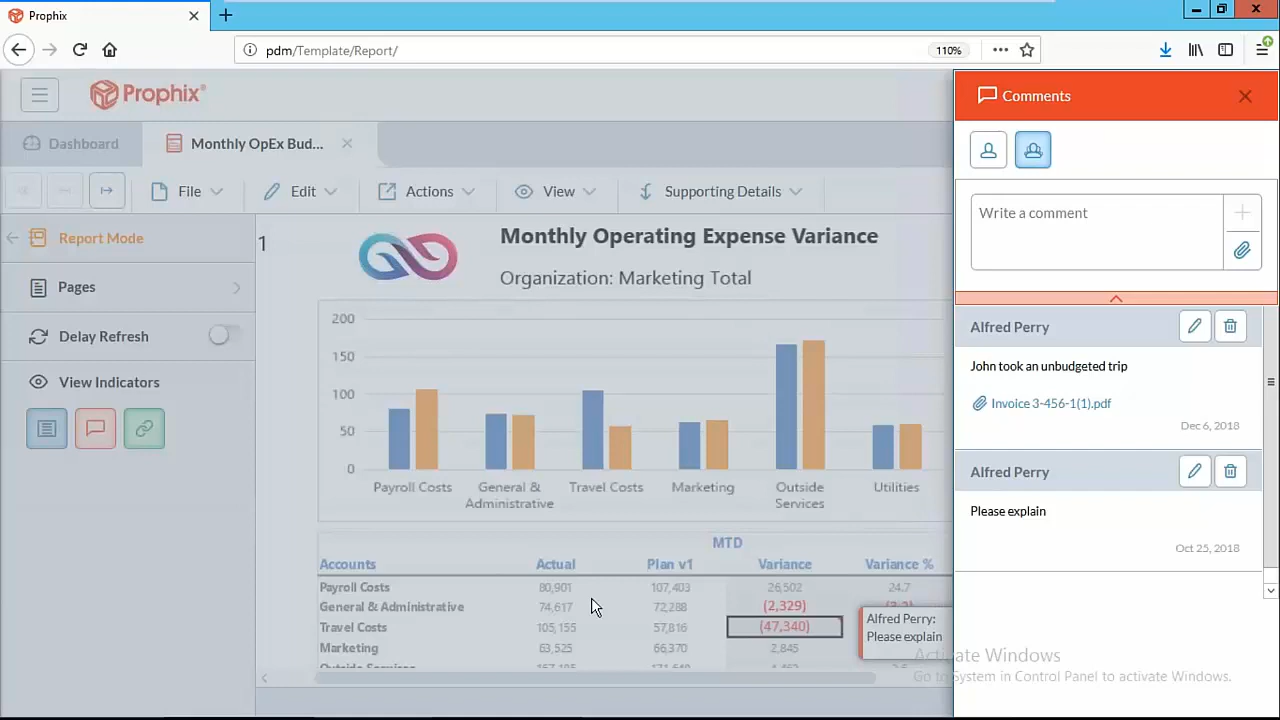 Prophix
pdm/Template/Report/
110%
Prophix
Dashboard
Monthly OpEx Bud...
File
Edit
Actions
View
Supporting Details
Report Mode
Pages
Delay Refresh
View Indicators
1
Monthly Operating Expense Variance
Organization: Marketing Total
200
150
100
50
0
Payroll Costs
General &
Administrative
Travel Costs
Marketing
Outside
Services
Utilities
MTD
Accounts Actual Plan v1 Variance Variance %
Payroll Costs 80,901 107,403 26,502 24.7
General & Administrative 74,617 72,288 (2,329) (3.2)
Travel Costs 105,155 57,816 (47,340)
Marketing 63,525 66,370 2,845
Outside Services
Alfred Perry:
Please explain
Comments
Write a comment
Alfred Perry
John took an unbudgeted trip
Invoice 3-456-1(1).pdf
Dec 6, 2018
Alfred Perry
Please explain
Oct 25, 2018
Activate Windows
Go to System in Control Panel to activate Windows.